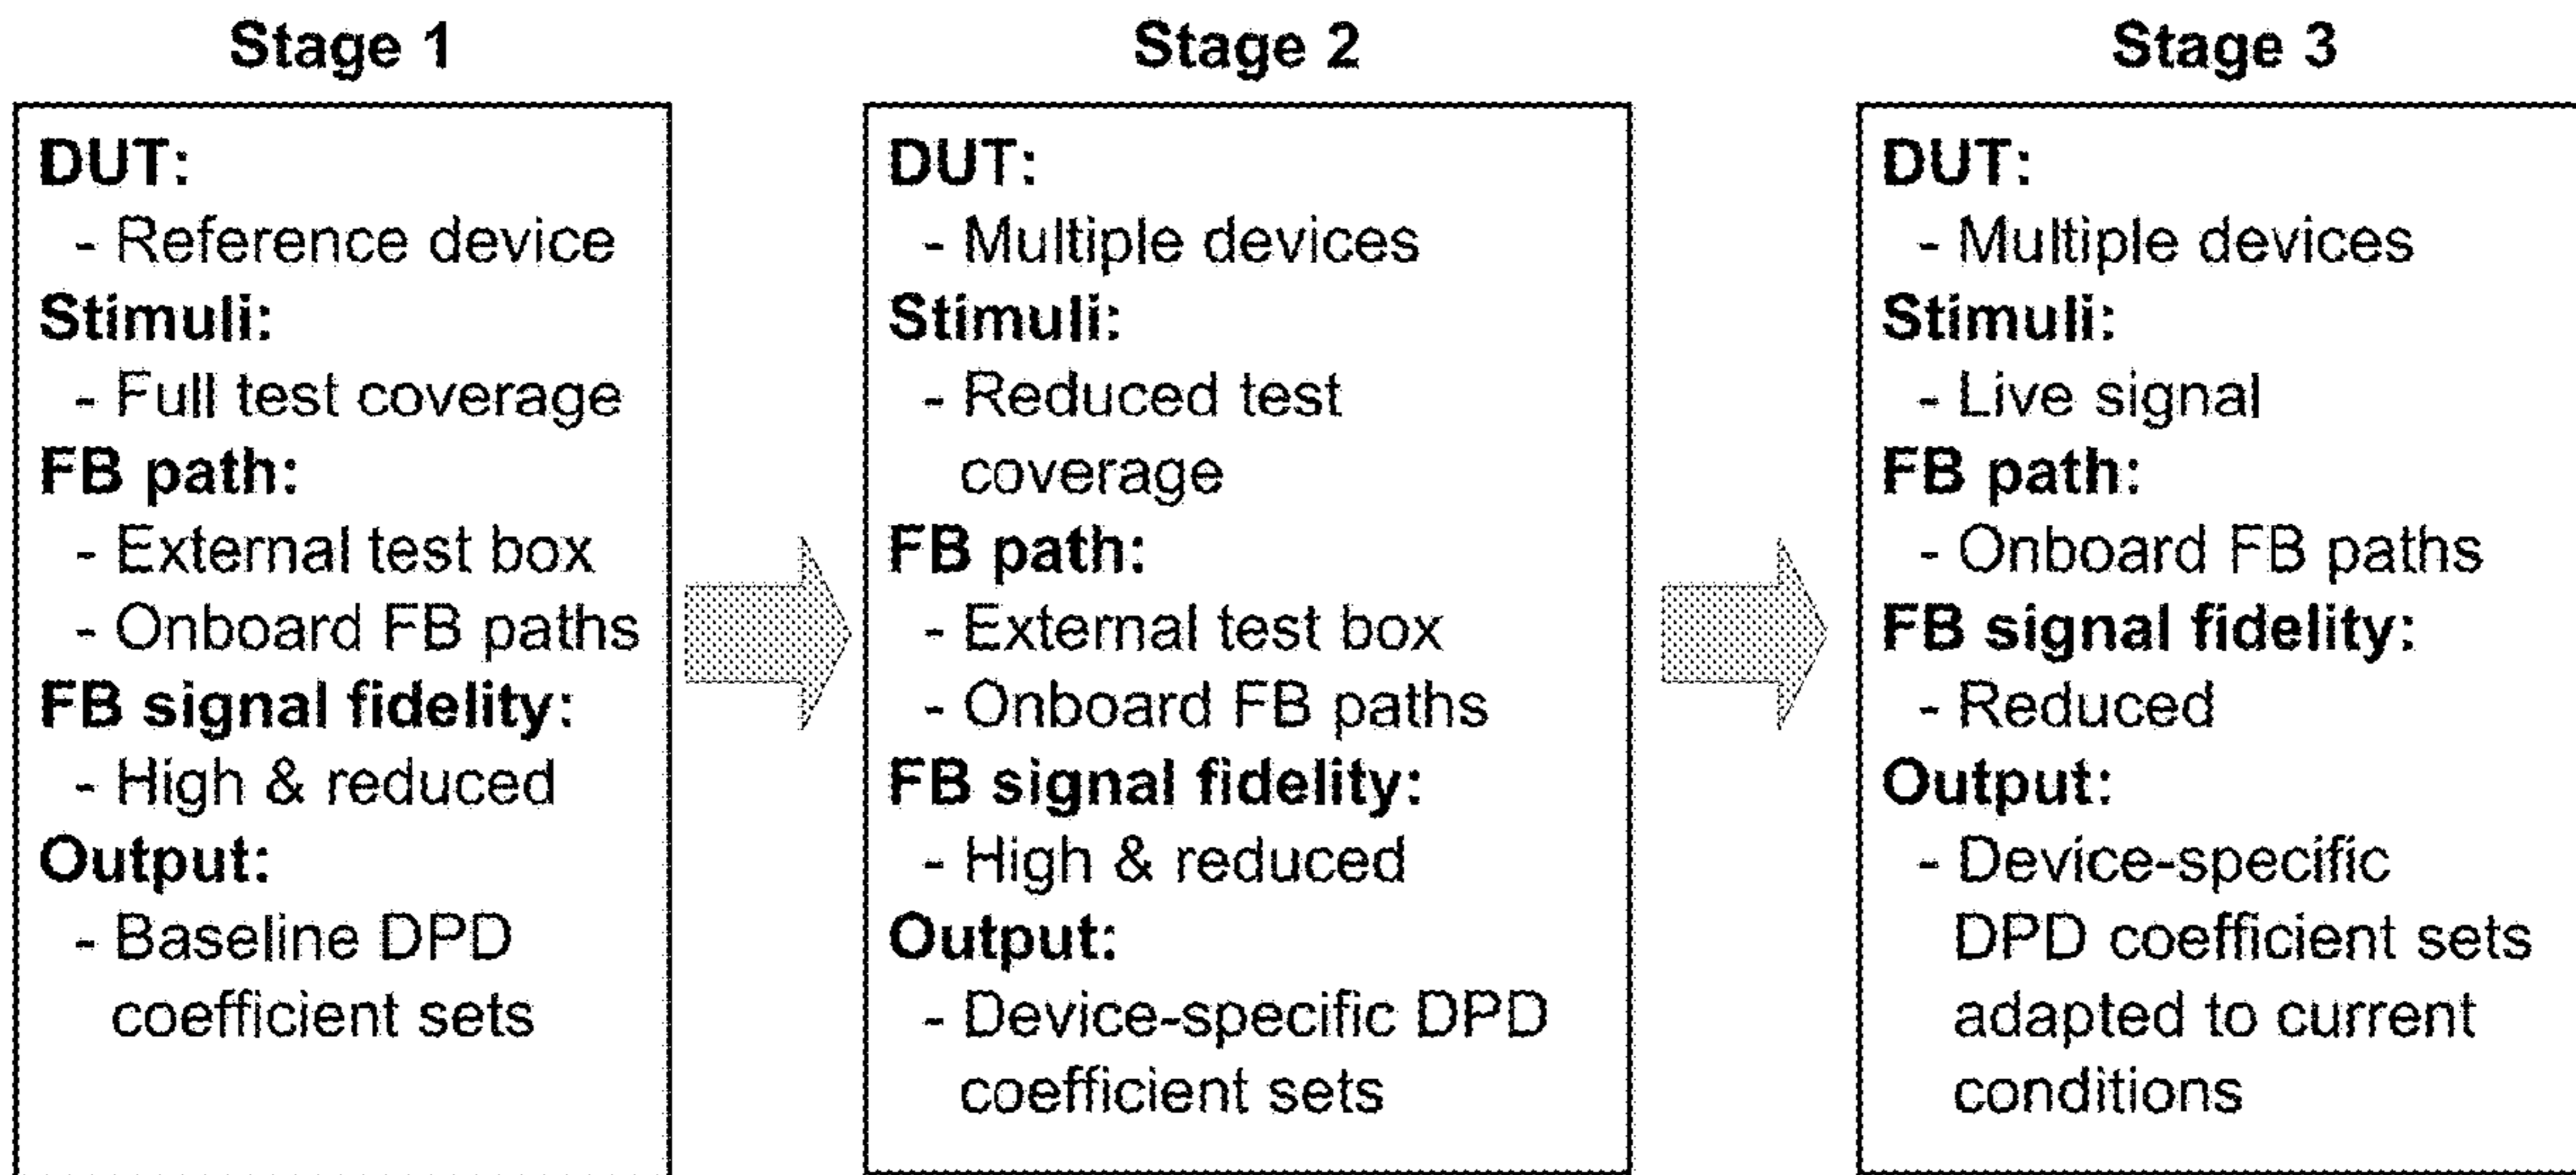 Stage 1
DUT:
- Reference device
Stimuli:
- Full test coverage
FB path:
- External test box
- Onboard FB paths
FB signal fidelity:
- High & reduced
Output:
- Baseline DPD
coefficient sets
Stage 2
DUT:
- Multiple devices
Stimuli:
- Reduced test
coverage
FB path:
- External test box
- Onboard FB paths
FB signal fidelity:
- High & reduced
Output:
- Device-specific DPD
coefficient sets
Stage 3
DUT:
- Multiple devices
Stimuli:
- Live signal
FB path:
- Onboard FB paths
FB signal fidelity:
- Reduced
Output:
- Device-specific
DPD coefficient sets
adapted to current
conditions